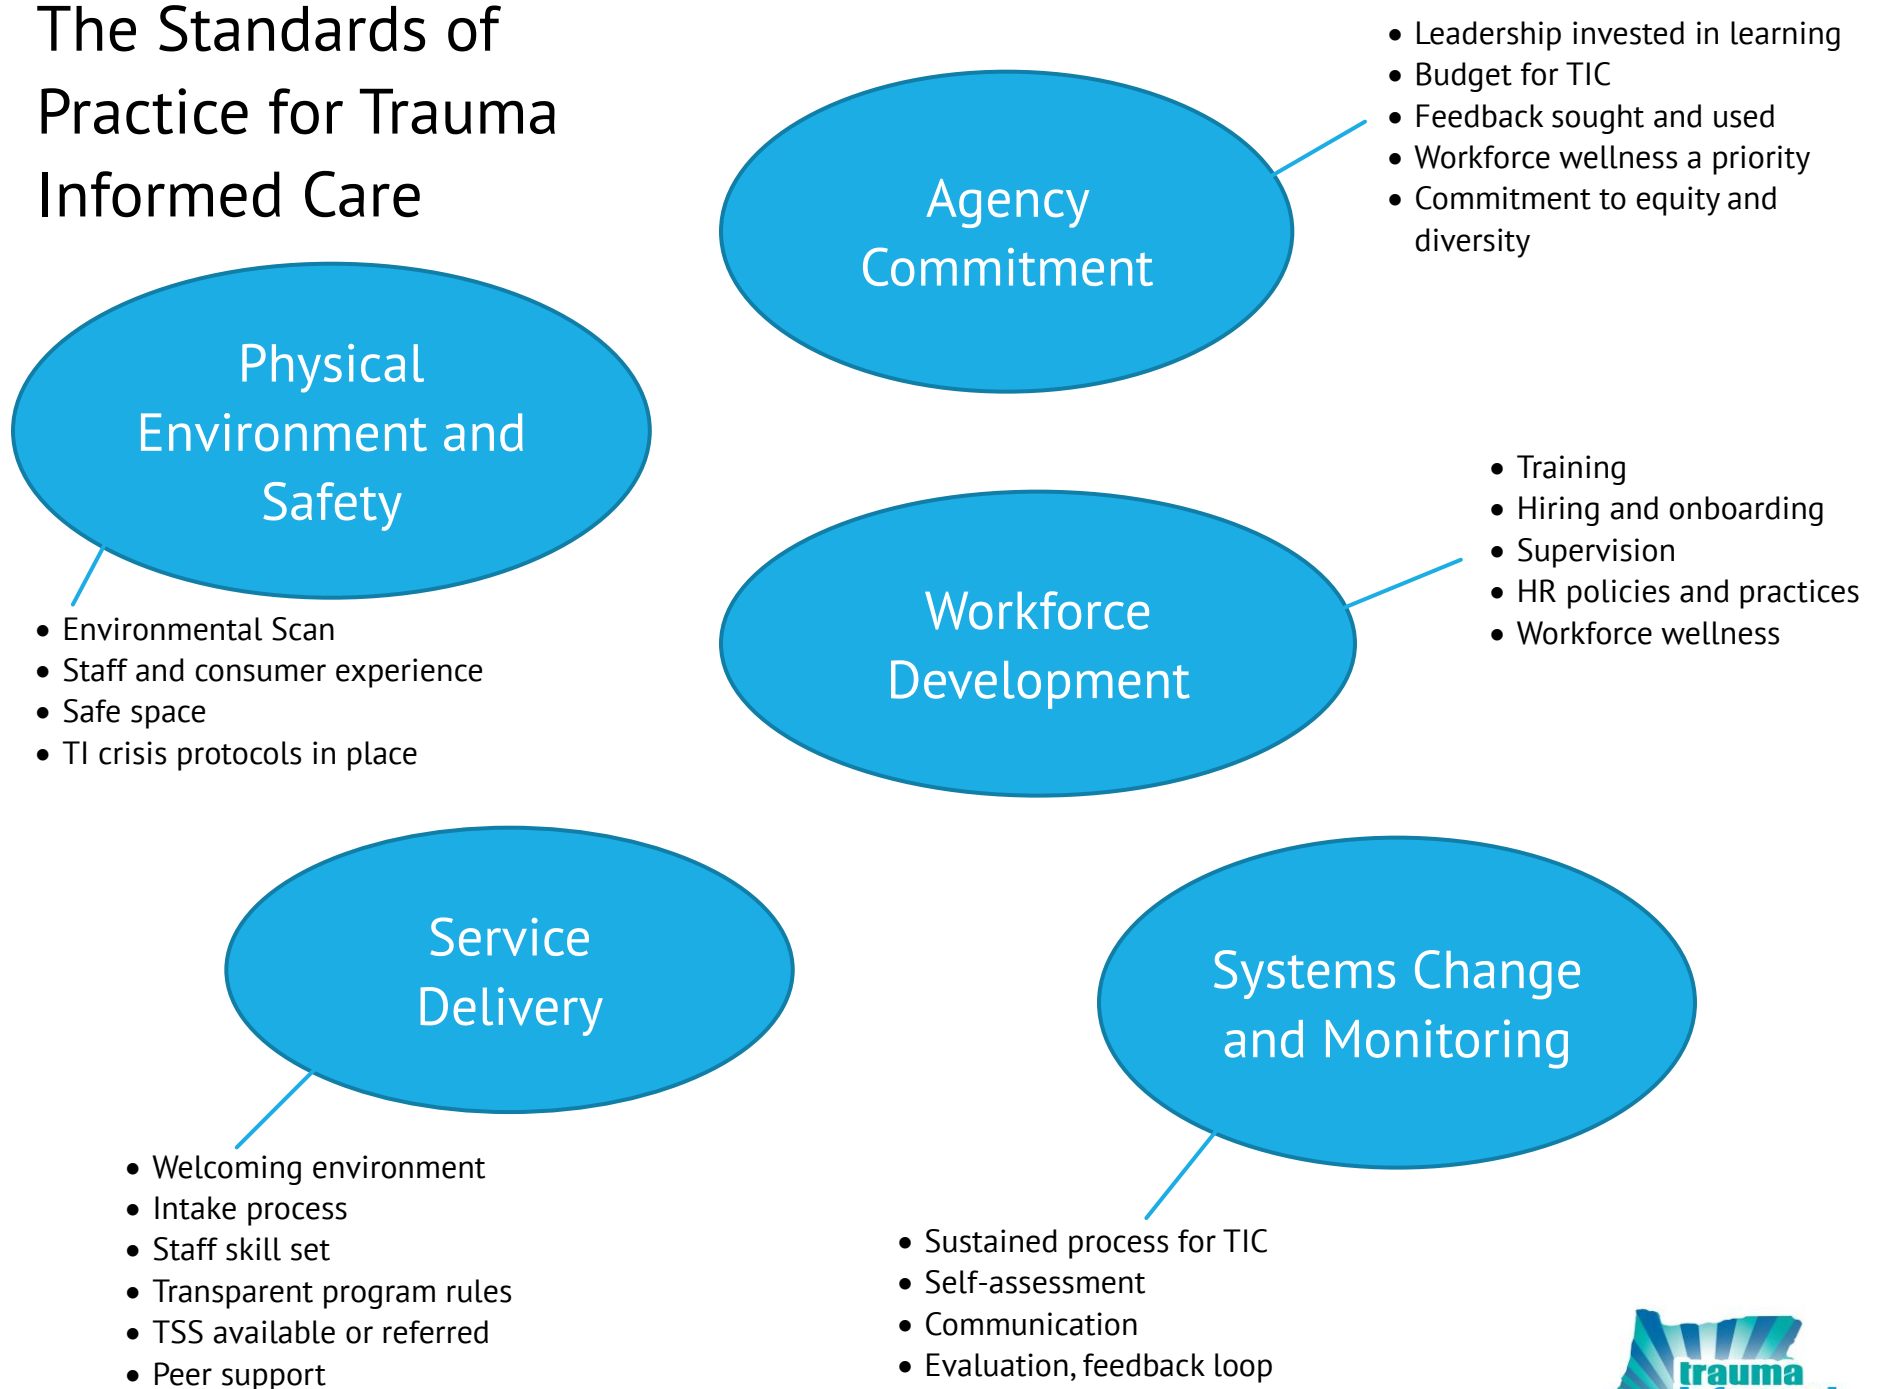 The Standards of
Practice for Trauma
Informed Care
Agency
Commitment
• Leadership invested in learning
• Budget for TIC
• Feedback sought and used
• Workforce wellness a priority
• Commitment to equity and
diversity
Physical
Environment and
Safety
• Environmental Scan
• Staff and consumer experience
• Safe space
• TI crisis protocols in place
Workforce
Development
• Training
• Hiring and onboarding
• Supervision
• HR policies and practices
• Workforce wellness
Service
Delivery
• Welcoming environment
• Intake process
• Staff skill set
• Transparent program rules
• TSS available or referred
• Peer support
Systems Change
and Monitoring
• Sustained process for TIC
• Self-assessment
• Communication
• Evaluation, feedback loop
trauma